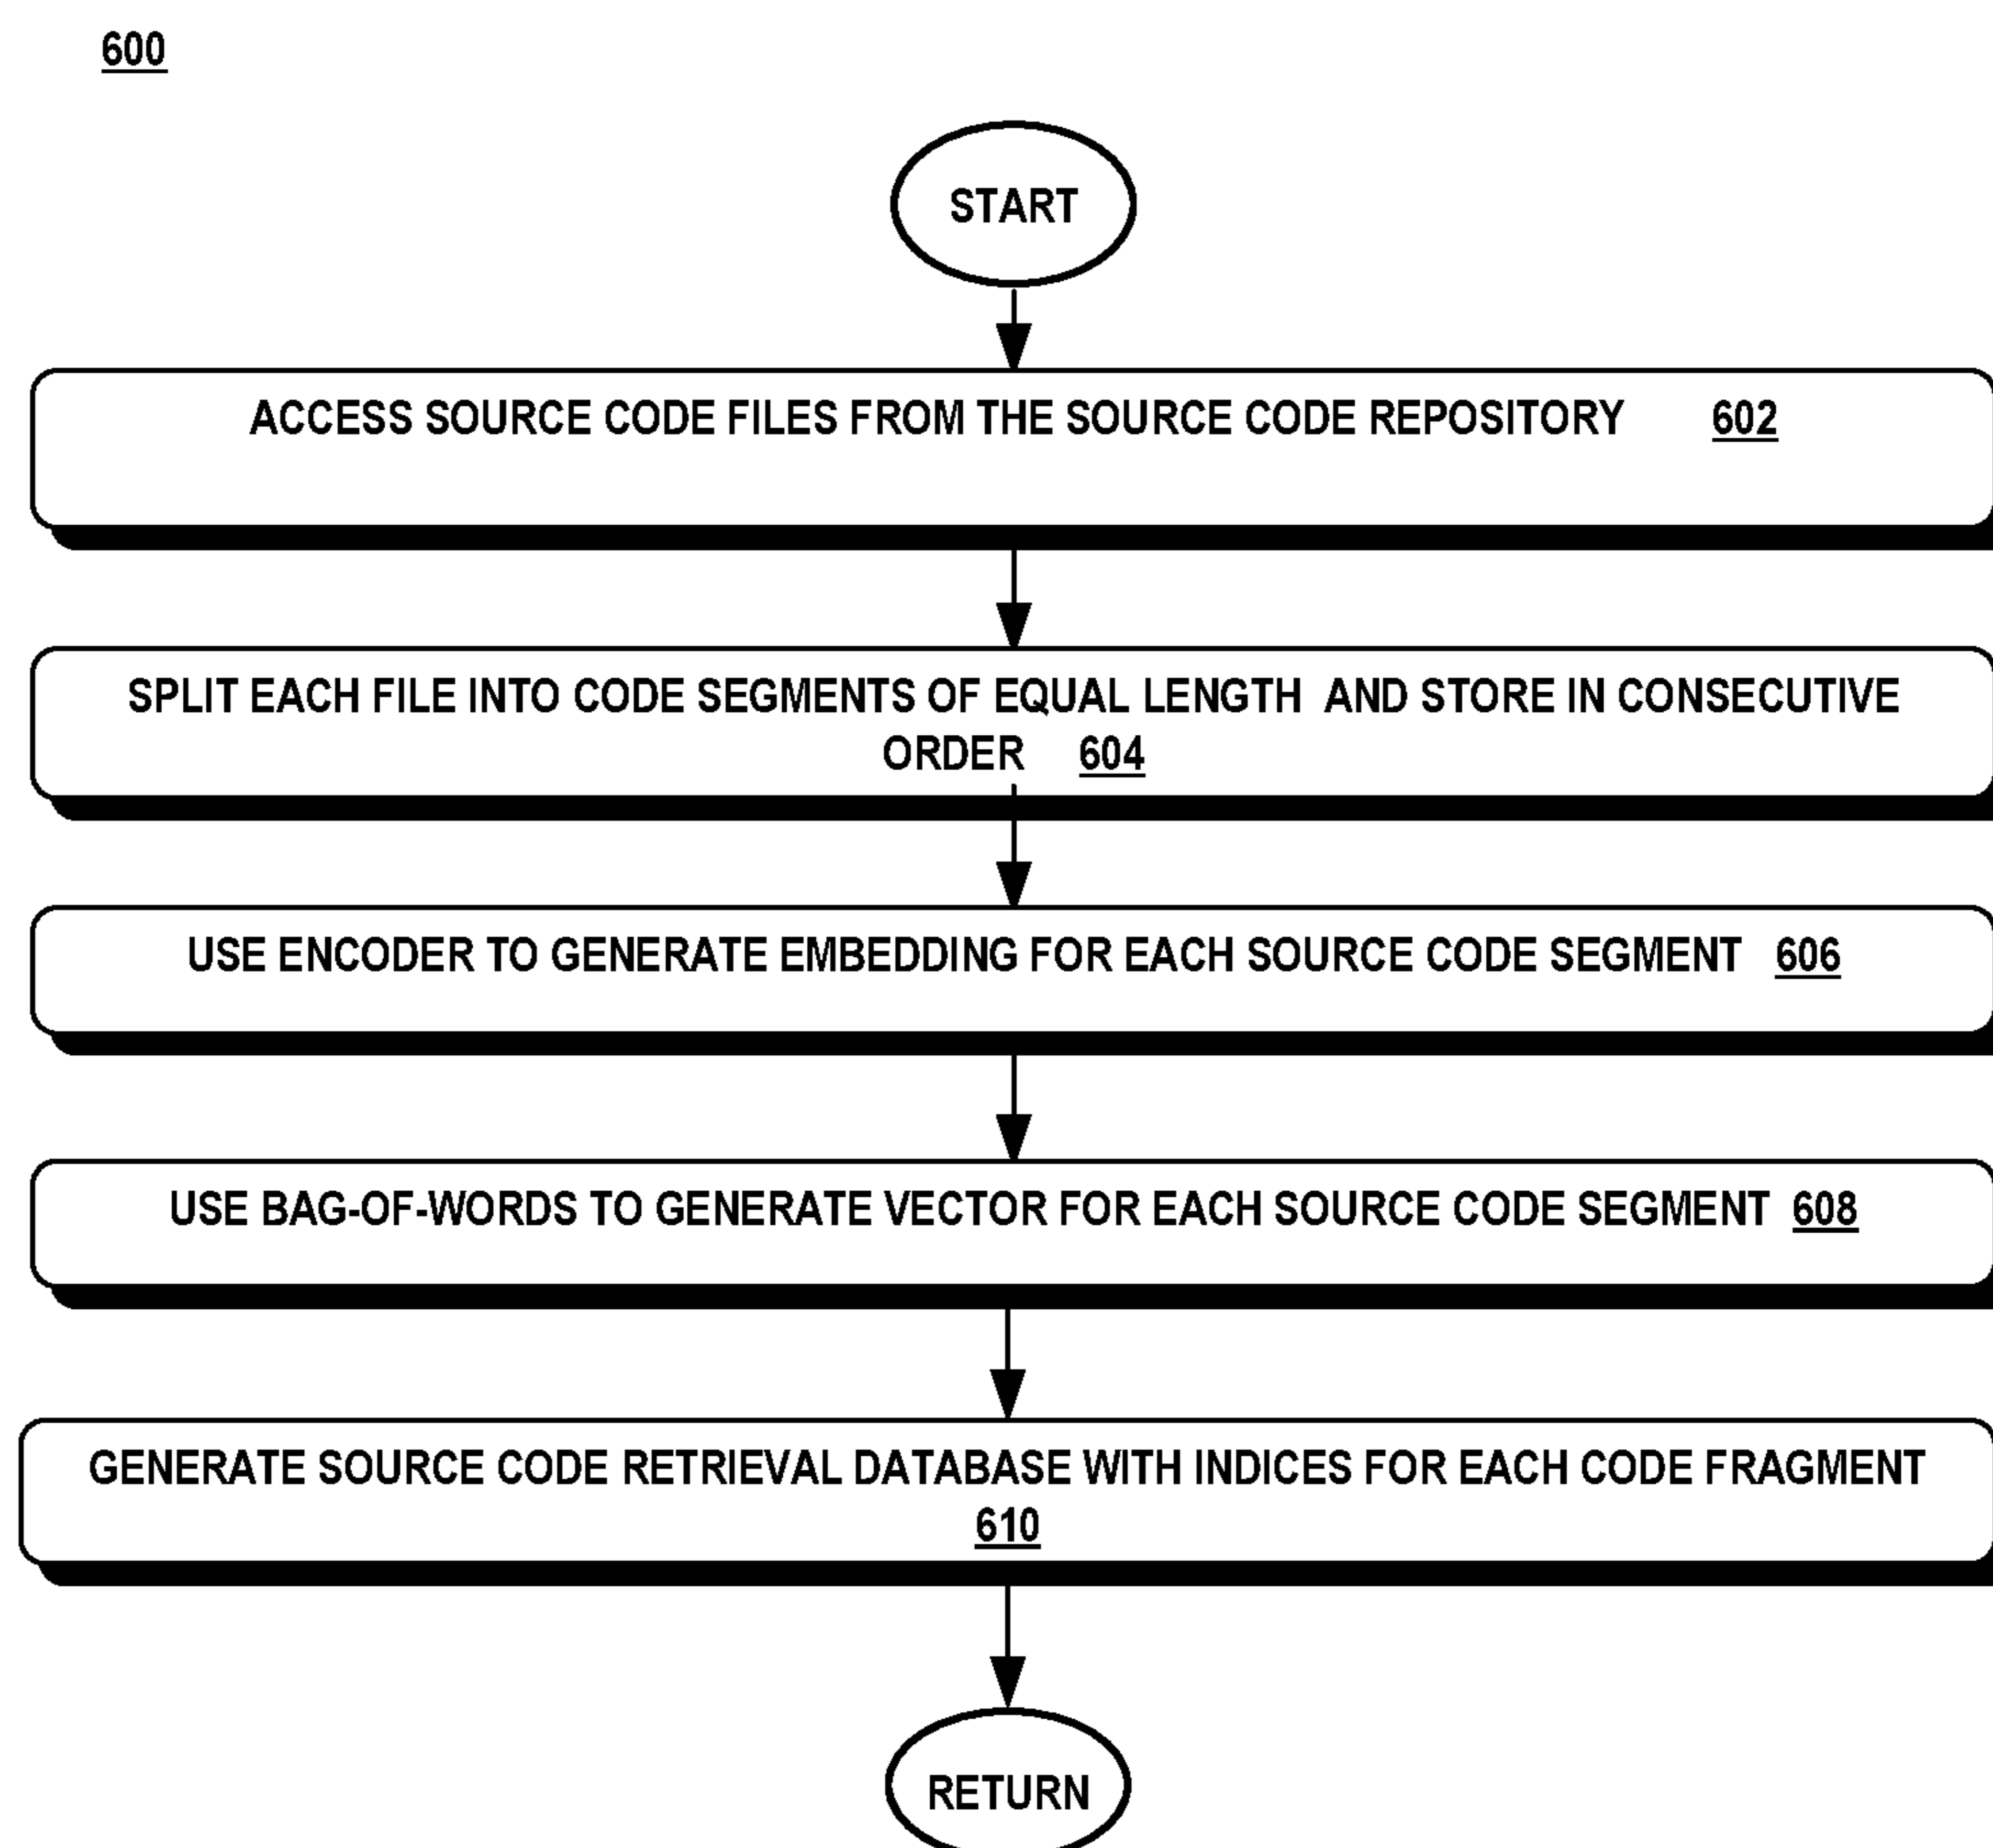 600
START
ACCESS SOURCE CODE FILES FROM THE SOURCE CODE REPOSITORY 602
SPLIT EACH FILE INTO CODE SEGMENTS OF EQUAL LENGTH AND STORE IN CONSECUTIVE
ORDER 604
USE ENCODER TO GENERATE EMBEDDING FOR EACH SOURCE CODE SEGMENT 606
USE BAG-OF-WORDS TO GENERATE VECTOR FOR EACH SOURCE CODE SEGMENT 608
GENERATE SOURCE CODE RETRIEVAL DATABASE WITH INDICES FOR EACH CODE FRAGMENT
610
RETURN